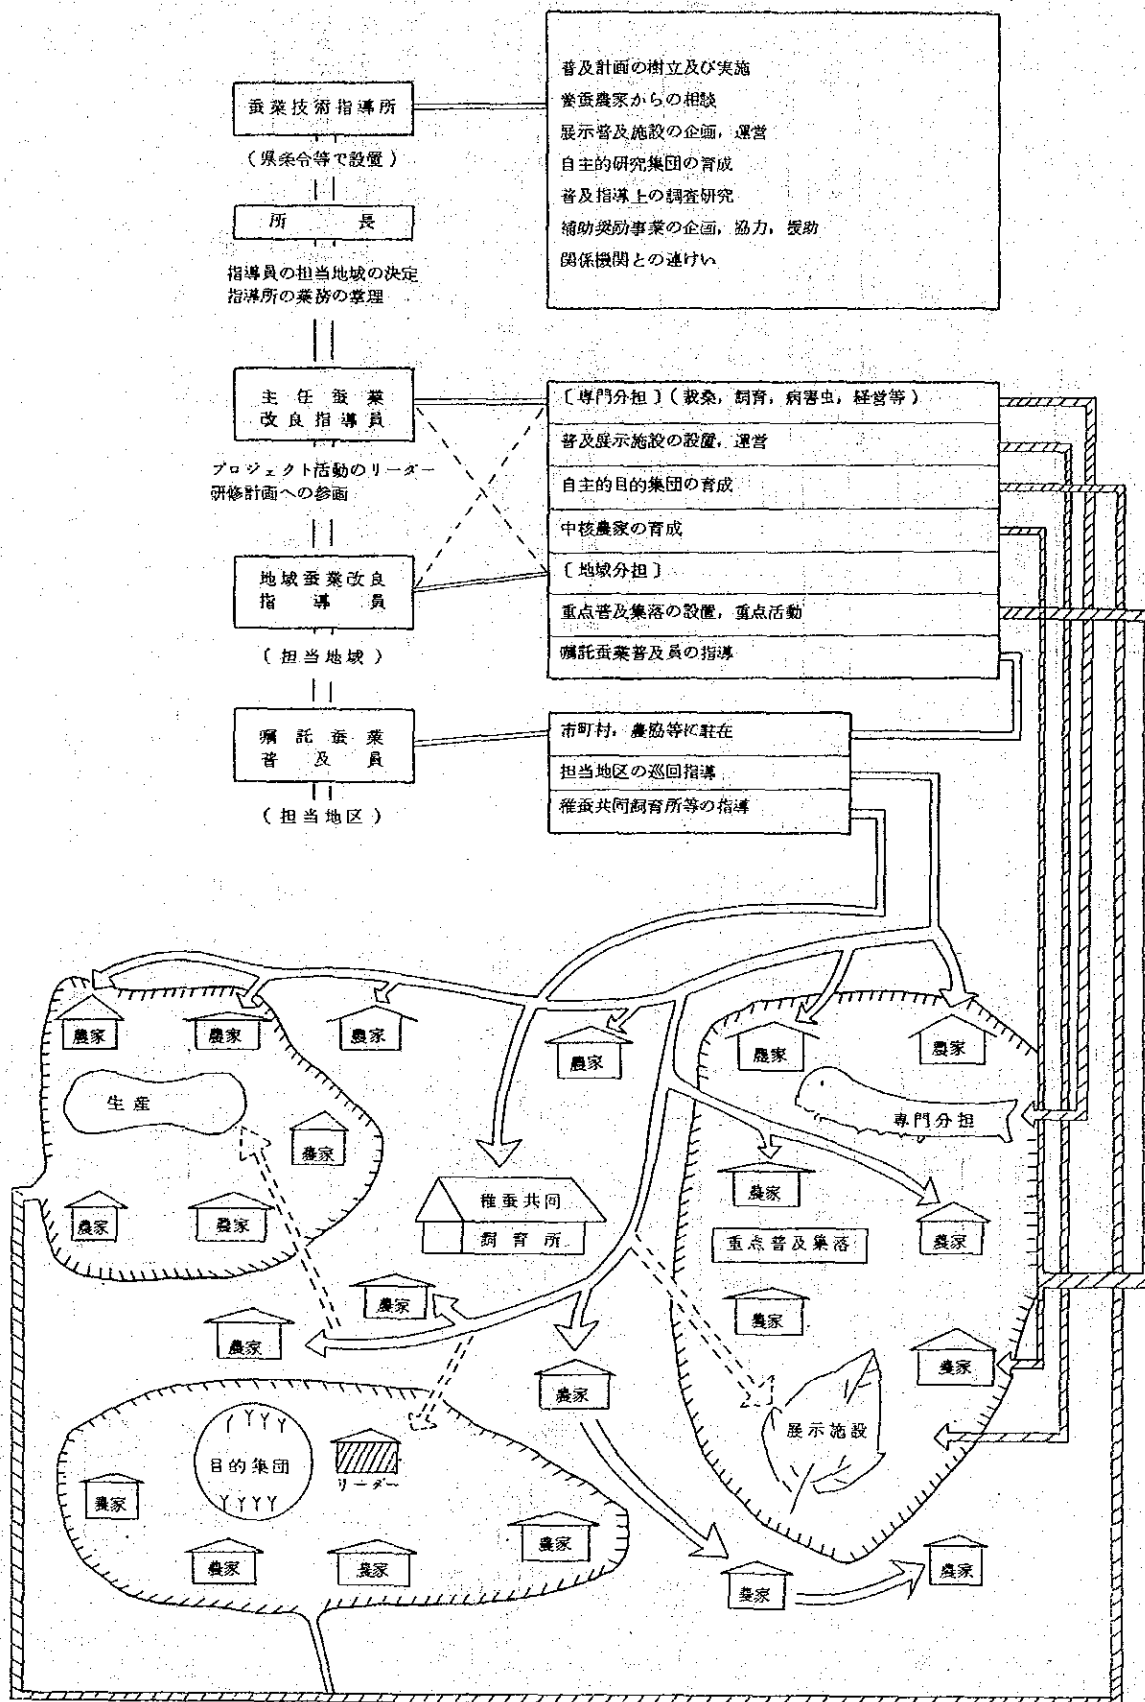 蚕業技術指導所
（県条令等で設置）
所長
指導員の担当地域の決定
指導所の業務の掌理
主任蚕業
改良指導員
プロジェクト活動のリーダー
研修計画への参画
地域蚕業改良
指導員
（担当地域）
嘱託蚕業
普及員
（担当地区）
普及計画の樹立及び実施
養蚕農家からの相談
展示普及施設の企画，運営
自主的研究集団の育成
普及指導上の調査研究
補助奨励事業の企画，協力，援助
関係機関との連けい
〔専門分担〕（栽桑，飼育，病害虫，経営等）
普及展示施設の設置，運営
自主的目的集団の育成
中核農家の育成
〔地域分担〕
重点普及集落の設置，重点活動
嘱託蚕業普及員の指導
市町村，農協等に駐在
担当地区の巡回指導
稚蚕共同飼育所等の指導
農家
農家
農家
農家
農家
農家
生産
専門分担
農家
農家
稚蚕共同
飼育所
農家
農家
農家
重点普及集落
農家
農家
農家
農家
農家
農家
展示施設
目的集団
リーダー
農家
農家
農家
農家
農家
農家